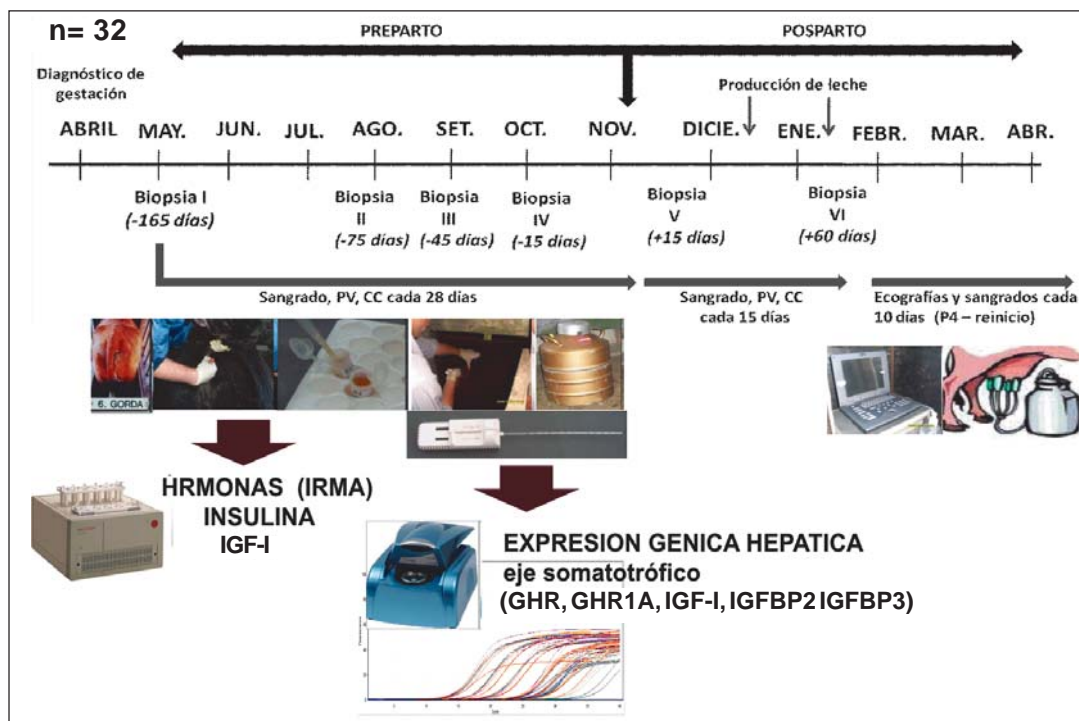 n= 32
PREPARTO
POSPARTO
Diagnóstico de
gestación
Producción de leche
ABRIL MAY. JUN. JUL. AGO. SET. OCT. NOV. DICIE. ENE. FEBR. MAR. ABR.
Biopsia I
(-165 días)
Biopsia
II
(-75 días)
Biopsia
III
(-45 días)
Biopsia
IV
(-15 días)
Biopsia
V
(+15 días)
Biopsia
VI
(+60 días)
Sangrado, PV, CC cada 28 días
Sangrado, PV, CC
cada 15 días
Ecografías y sangrados cada
10 días (P4 – reinicio)
6. GORDA
HRMONAS (IRMA)
INSULINA
IGF-I
EXPRESION GENICA HEPATICA
eje somatotrófico
(GHR, GHR1A, IGF-I, IGFBP2 IGFBP3)